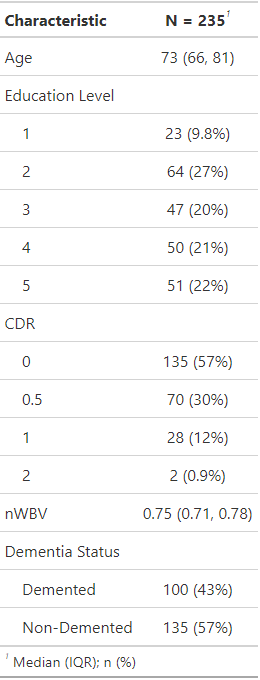 Characteristic N = 235¹
Age 73 (66, 81)
Education Level
1 23 (9.8%)
2 64 (27%)
3 47 (20%)
4 50 (21%)
5 51 (22%)
CDR
0 135 (57%)
0.5 70 (30%)
1 28 (12%)
2 2 (0.9%)
nWBV 0.75 (0.71, 0.78)
Dementia Status
Demented 100 (43%)
Non-Demented 135 (57%)
¹ Median (IQR); n (%)